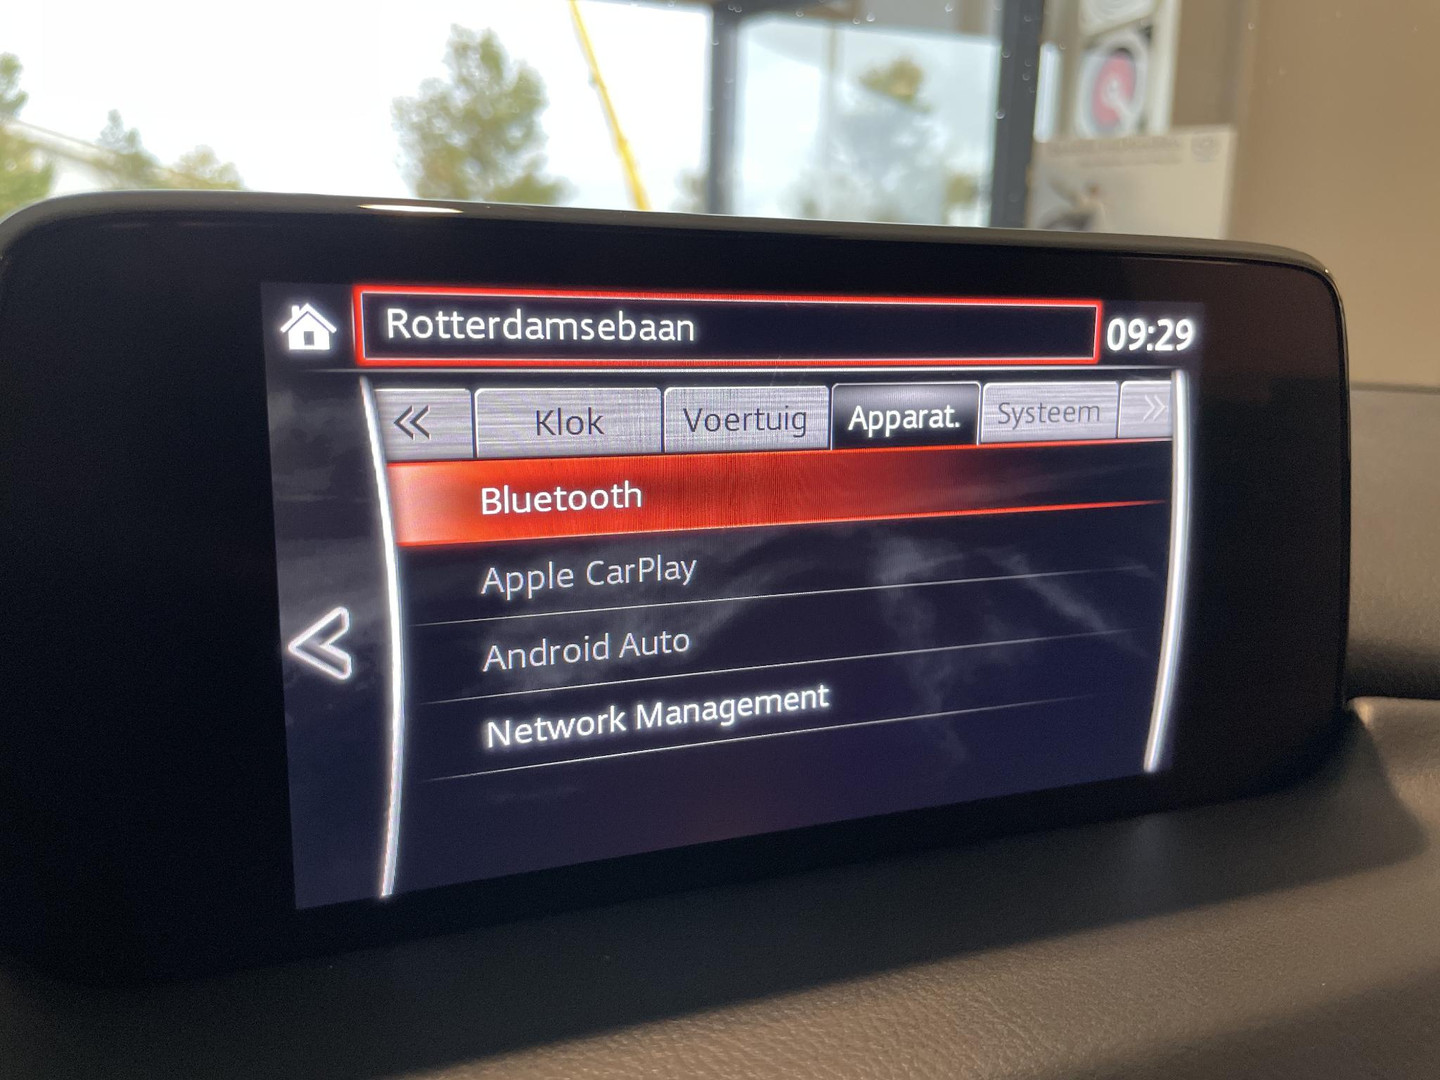 Rotterdamsebaan
09:29
Klok
Voertuig
Apparat.
Systeem
Bluetooth
Apple CarPlay
Android Auto
Network Management